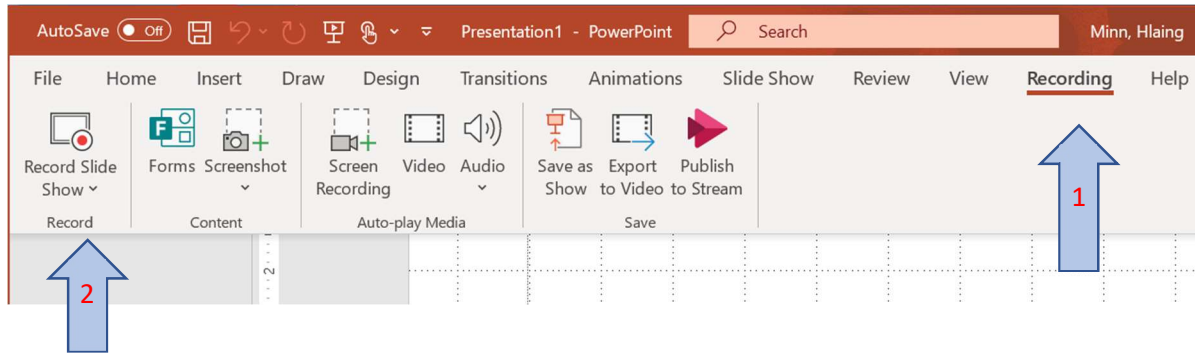 AutoSave Off Presentation1 - PowerPoint Search Minn, Hlaing
File Home Insert Draw Design Transitions Animations Slide Show Review View Recording Help
F
Record Slide Forms Screenshot Screen Video Audio Save as Export Publish
Show Recording Show to Video to Stream
Record Content Auto-play Media Save
1
2
2